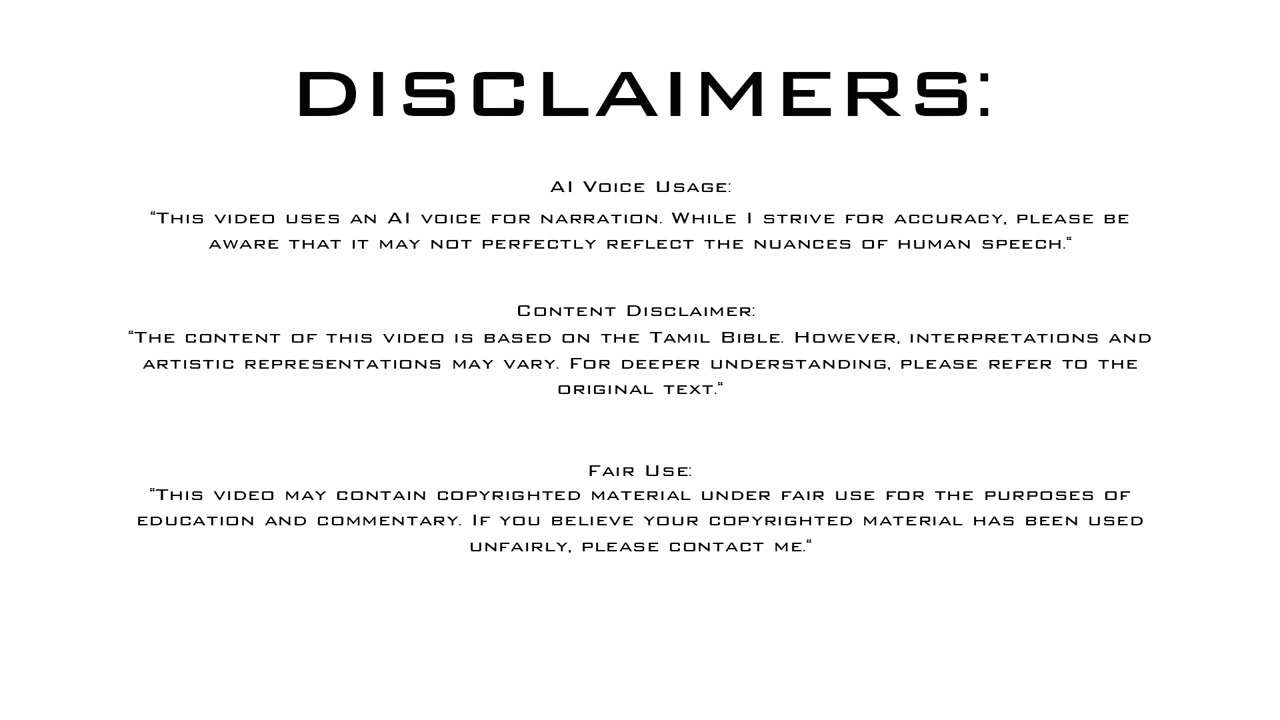 DISCLAIMERS:
AI Voice Usage:
“This video uses an AI voice for narration. While I strive for accuracy, please be
aware that it may not perfectly reflect the nuances of human speech.“
Content Disclaimer:
“The content of this video is based on the Tamil Bible. However, interpretations and
artistic representations may vary. For deeper understanding, please refer to the
original text.“
Fair Use:
“This video may contain copyrighted material under fair use for the purposes of
education and commentary. If you believe your copyrighted material has been used
unfairly, please contact me.“